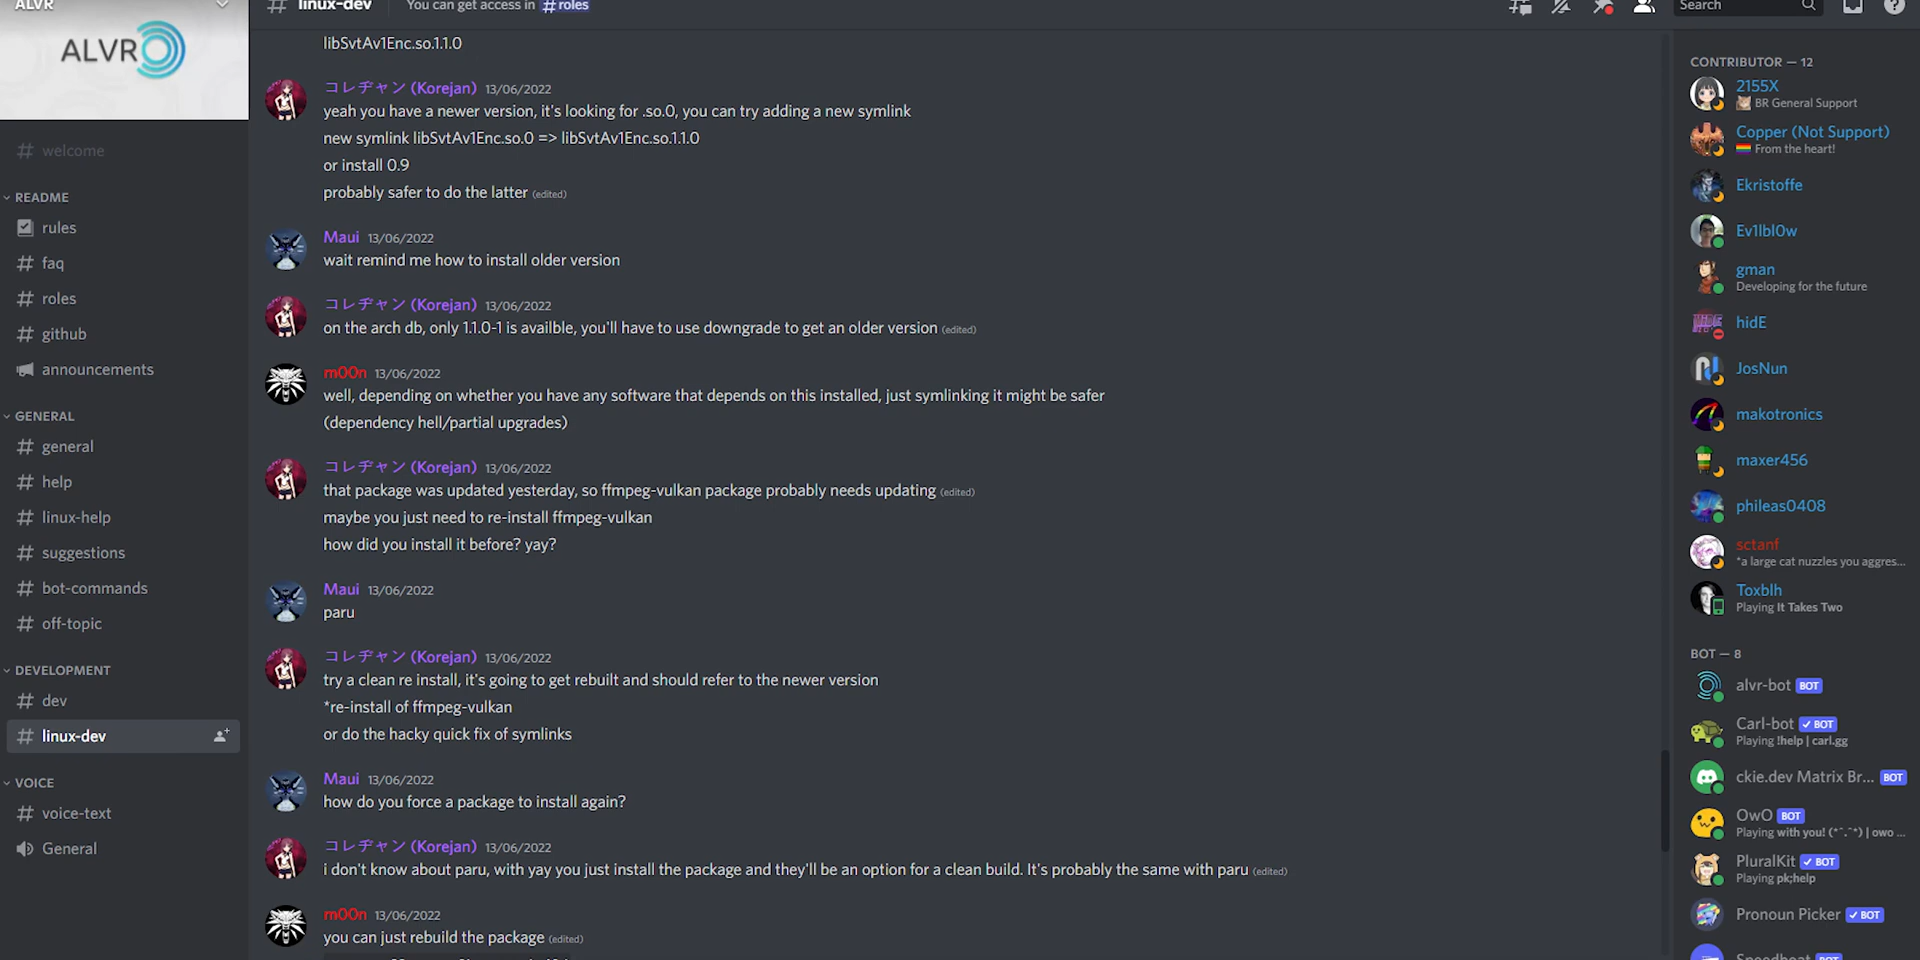 ALVR
ALVR
# welcome
README
rules
# faq
# roles
# github
announcements
GENERAL
# general
# help
# linux-help
# suggestions
# bot-commands
# off-topic
DEVELOPMENT
# dev
# linux-dev
VOICE
# voice-text
General
# linux-dev
You can get access in #roles
Search
libSvtAv1Enc.so.1.1.0
コレヂャン (Korejan) 13/06/2022
yeah you have a newer version, it's looking for .so.0, you can try adding a new symlink
new symlink libSvtAv1Enc.so.0 => libSvtAv1Enc.so.1.1.0
or install 0.9
probably safer to do the latter (edited)
Maui 13/06/2022
wait remind me how to install older version
コレヂャン (Korejan) 13/06/2022
on the arch db, only 1.1.0-1 is availble, you'll have to use downgrade to get an older version (edited)
m00n 13/06/2022
well, depending on whether you have any software that depends on this installed, just symlinking it might be safer
(dependency hell/partial upgrades)
コレヂャン (Korejan) 13/06/2022
that package was updated yesterday, so ffmpeg-vulkan package probably needs updating (edited)
maybe you just need to re-install ffmpeg-vulkan
how did you install it before? yay?
Maui 13/06/2022
paru
コレヂャン (Korejan) 13/06/2022
try a clean re install, it's going to get rebuilt and should refer to the newer version
*re-install of ffmpeg-vulkan
or do the hacky quick fix of symlinks
Maui 13/06/2022
how do you force a package to install again?
コレヂャン (Korejan) 13/06/2022
i don't know about paru, with yay you just install the package and they'll be an option for a clean build. It's probably the same with paru (edited)
m00n 13/06/2022
you can just rebuild the package (edited)
CONTRIBUTOR — 12
2155X
BR General Support
Copper (Not Support)
From the heart!
Ekristoffe
Ev1lbl0w
gman
Developing for the future
hidE
JosNun
makotronics
maxer456
phileas0408
sctanf
*a large cat nuzzles you aggres...
Toxblh
Playing It Takes Two
BOT — 8
alvr-bot BOT
Carl-bot BOT
Playing !help | carl.gg
ckie.dev Matrix Br... BOT
OwO BOT
Playing with you! (*^.^*) | owo ...
PluralKit BOT
Playing pk;help
Pronoun Picker BOT